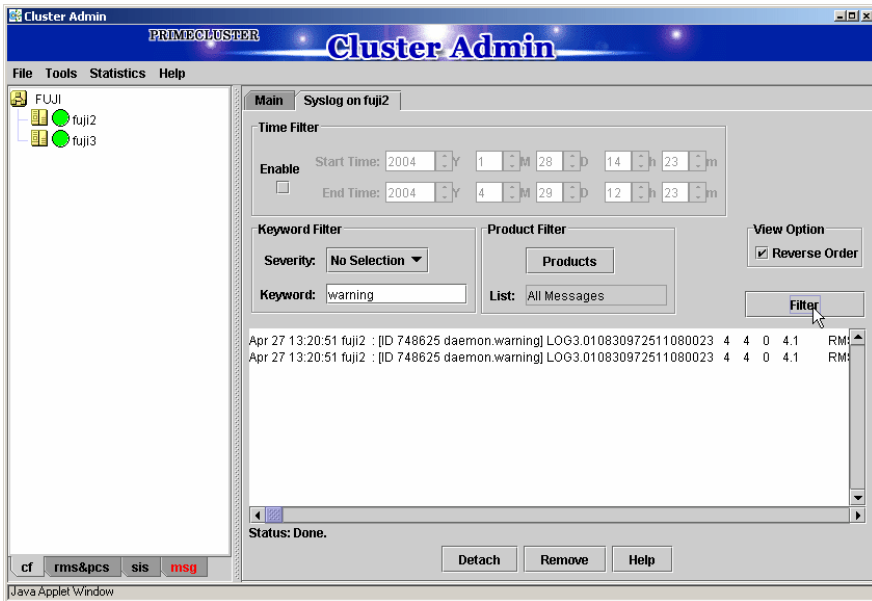 Cluster Admin
PRIMECLUSTER
Cluster Admin
File Tools Statistics Help
FUJI
fuji2
fuji3
Main Syslog on fuji2
Time Filter
Enable
Start Time: 2004 Y 1 M 28 D 14 h 23 m
End Time: 2004 Y 4 M 29 D 12 h 23 m
Keyword Filter
Severity: No Selection
Keyword: warning
Product Filter
Products
List: All Messages
View Option
Reverse Order
Filter
Apr 27 13:20:51 fuji2 : [ID 748625 daemon.warning] LOG3.010830972511080023 4 4 0 4.1 RMS
Apr 27 13:20:51 fuji2 : [ID 748625 daemon.warning] LOG3.010830972511080023 4 4 0 4.1 RMS
Status: Done.
Detach Remove Help
cf rms&pcs sis msg
Java Applet Window